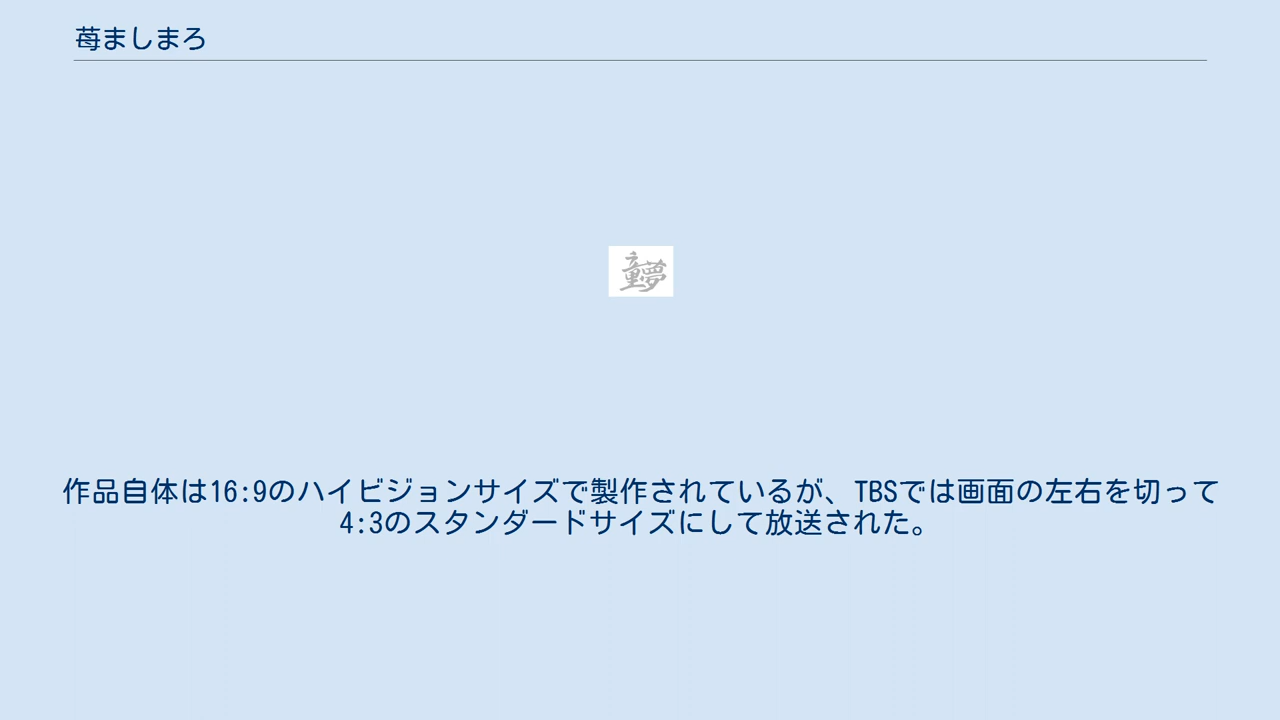 苺ましまろ
童夢
作品自体は16:9のハイビジョンサイズで製作されているが、TBSでは画面の左右を切って
4:3のスタンダードサイズにして放送された。